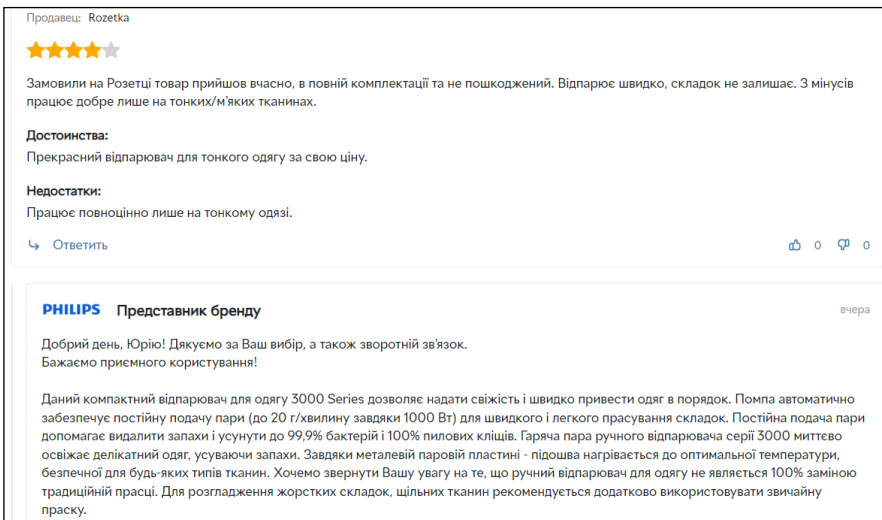 Продавец: Rozetka
Замовили на Розетці товар прийшов вчасно, в повній комплектації та не пошкоджений. Відпарює швидко, складок не залишає. З мінусів
працює добре лише на тонких/м'яких тканинах.
Достоинства:
Прекрасний відпарювач для тонкого одягу за свою ціну.
Недостатки:
Працює повноцінно лише на тонкому одязі.
Ответить 0 0
PHILIPS Представник бренду вчера
Добрий день, Юрію! Дякуємо за Ваш вибір, а також зворотній зв'язок.
Бажаємо приємного користування!
Даний компактний відпарювач для одягу 3000 Series дозволяє надати свіжість і швидко привести одяг в порядок. Помпа автоматично
забезпечує постійну подачу пари (до 20 г/хвилину завдяки 1000 Вт) для швидкого і легкого прасування складок. Постійна подача пари
допомагає видалити запахи і усунути до 99,9% бактерій і 100% пилових кліщів. Гаряча пара ручного відпарювача серії 3000 миттєво
освіжає делікатний одяг, усуваючи запахи. Завдяки металевій паровій пластині - підошва нагрівається до оптимальної температури,
безпечної для будь-яких типів тканин. Хочемо звернути Вашу увагу на те, що ручний відпарювач для одягу не являється 100% заміною
традиційній прасці. Для розгладження жорстких складок, щільних тканин рекомендується додатково використовувати звичайну
праску.